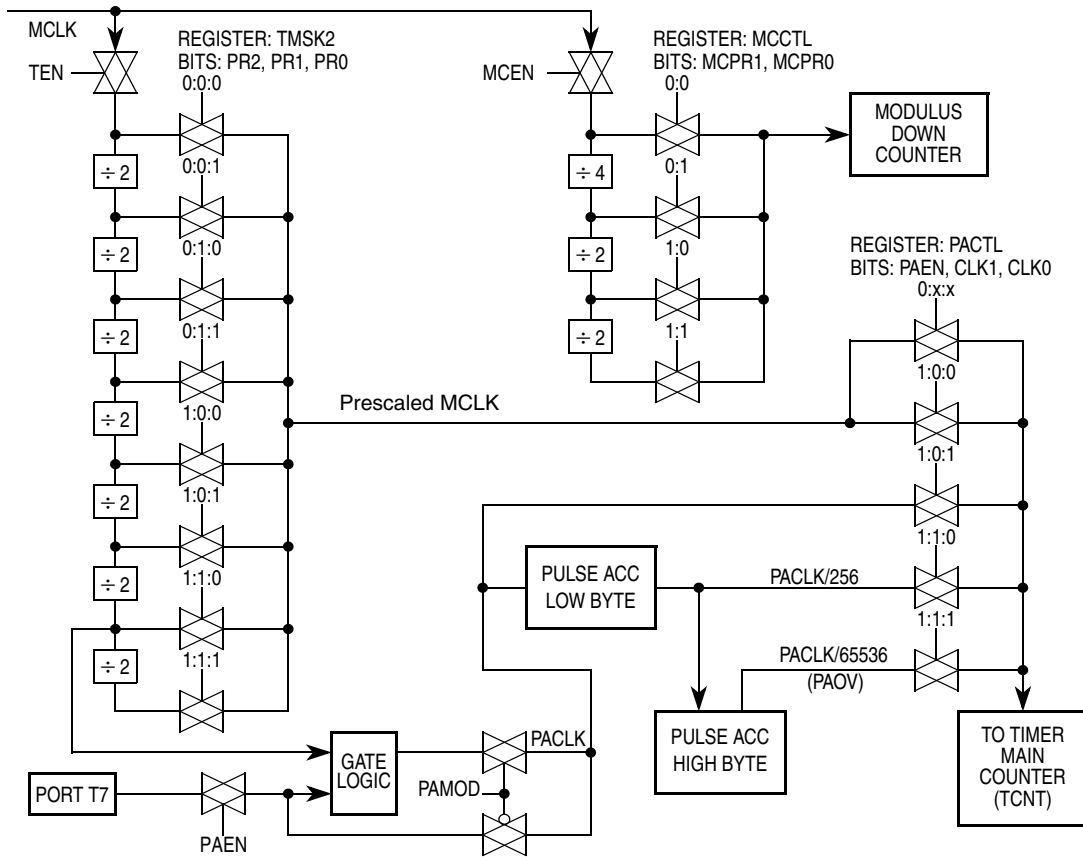 MCLK
TEN
REGISTER: TMSK2
BITS: PR2, PR1, PR0
0:0:0
÷ 2
0:0:1
÷ 2
0:1:0
÷ 2
0:1:1
÷ 2
1:0:0
÷ 2
1:0:1
÷ 2
1:1:0
÷ 2
1:1:1
MCEN
REGISTER: MCCTL
BITS: MCPR1, MCPR0
0:0
÷ 4
0:1
÷ 2
1:0
÷ 2
1:1
MODULUS
DOWN
COUNTER
REGISTER: PACTL
BITS: PAEN, CLK1, CLK0
0:x:x
1:0:0
Prescaled MCLK
1:0:1
1:1:0
PULSE ACC
LOW BYTE
PACLK/256
1:1:1
PACLK/65536
(PAOV)
PULSE ACC
HIGH BYTE
TO TIMER
MAIN
COUNTER
(TCNT)
GATE
LOGIC
PACLK
PAMOD
PORT T7
PAEN